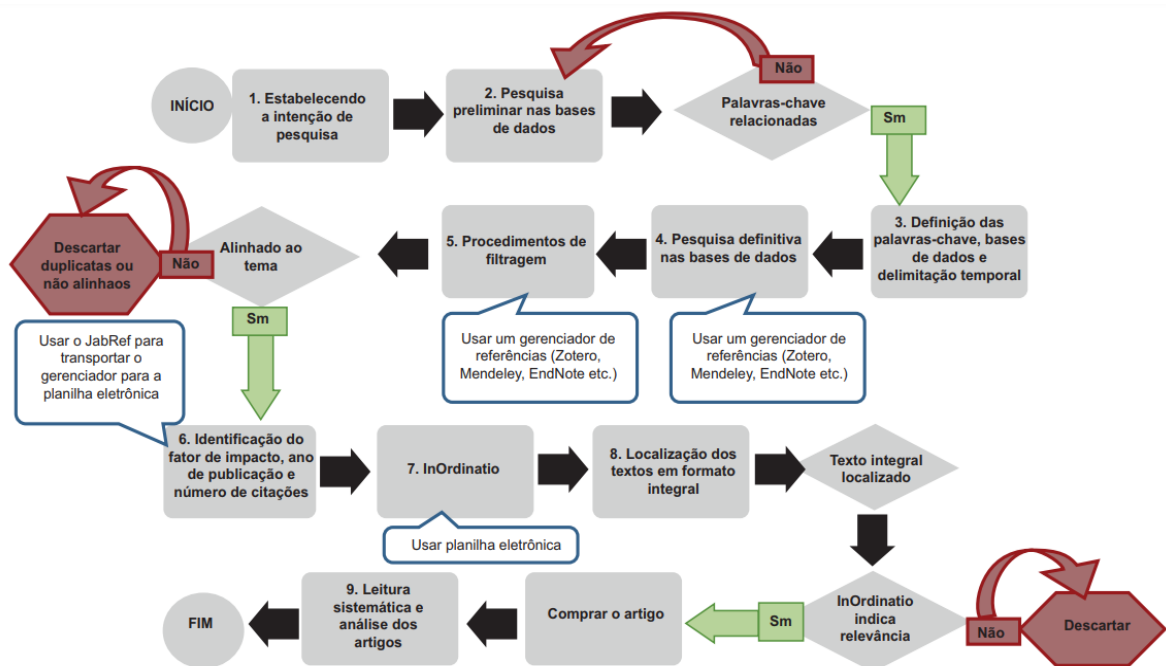 INÍCIO
1. Estabelecendo
a intenção de
pesquisa
2. Pesquisa
preliminar nas bases
de dados
Não
Palavras-chave
relacionadas
Sm
3. Definição das
palavras-chave, bases
de dados e
delimitação temporal
4. Pesquisa definitiva
nas bases de dados
5. Procedimentos de
filtragem
Alinhado ao
tema
Não
Descartar
duplicatas ou
não alinhaos
Sm
Usar um gerenciador de
referências (Zotero,
Mendeley, EndNote etc.)
Usar um gerenciador de
referências (Zotero,
Mendeley, EndNote etc.)
Usar o JabRef para
transportar o
gerenciador para a
planilha eletrônica
6. Identificação do
fator de impacto, ano
de publicação e
número de citações
7. InOrdinatio
Usar planilha eletrônica
8. Localização dos
textos em formato
integral
Texto integral
localizado
InOrdinatio
indica
relevância
Não
Descartar
Sm
Comprar o artigo
9. Leitura
sistemática e
análise dos
artigos
FIM